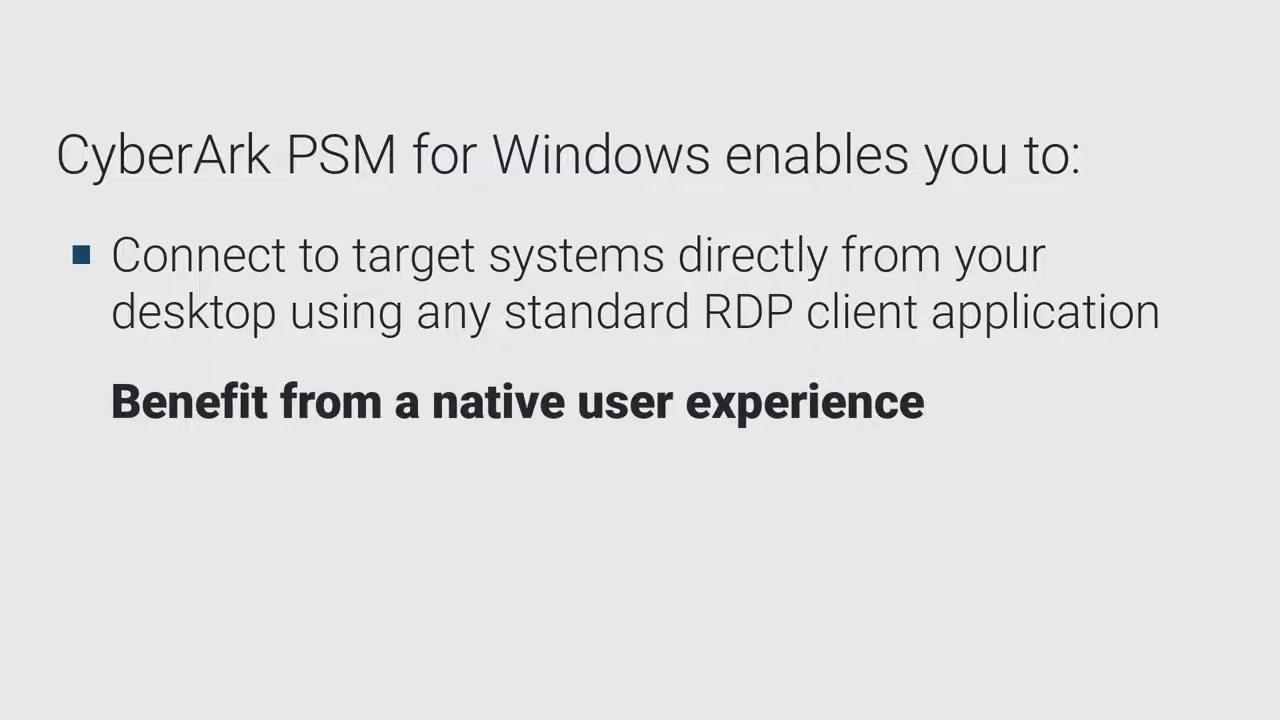 CyberArk PSM for Windows enables you to:
Connect to target systems directly from your
desktop using any standard RDP client application
Benefit from a native user experience